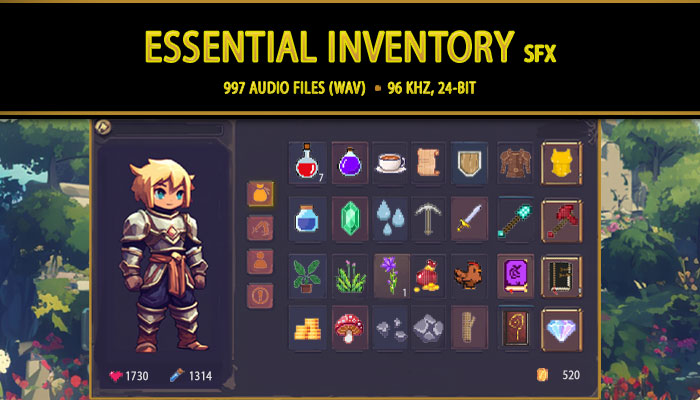 ESSENTIAL INVENTORY SFX
997 AUDIO FILES (WAV) • 96 KHZ, 24-BIT
7
1
1730
1314
520